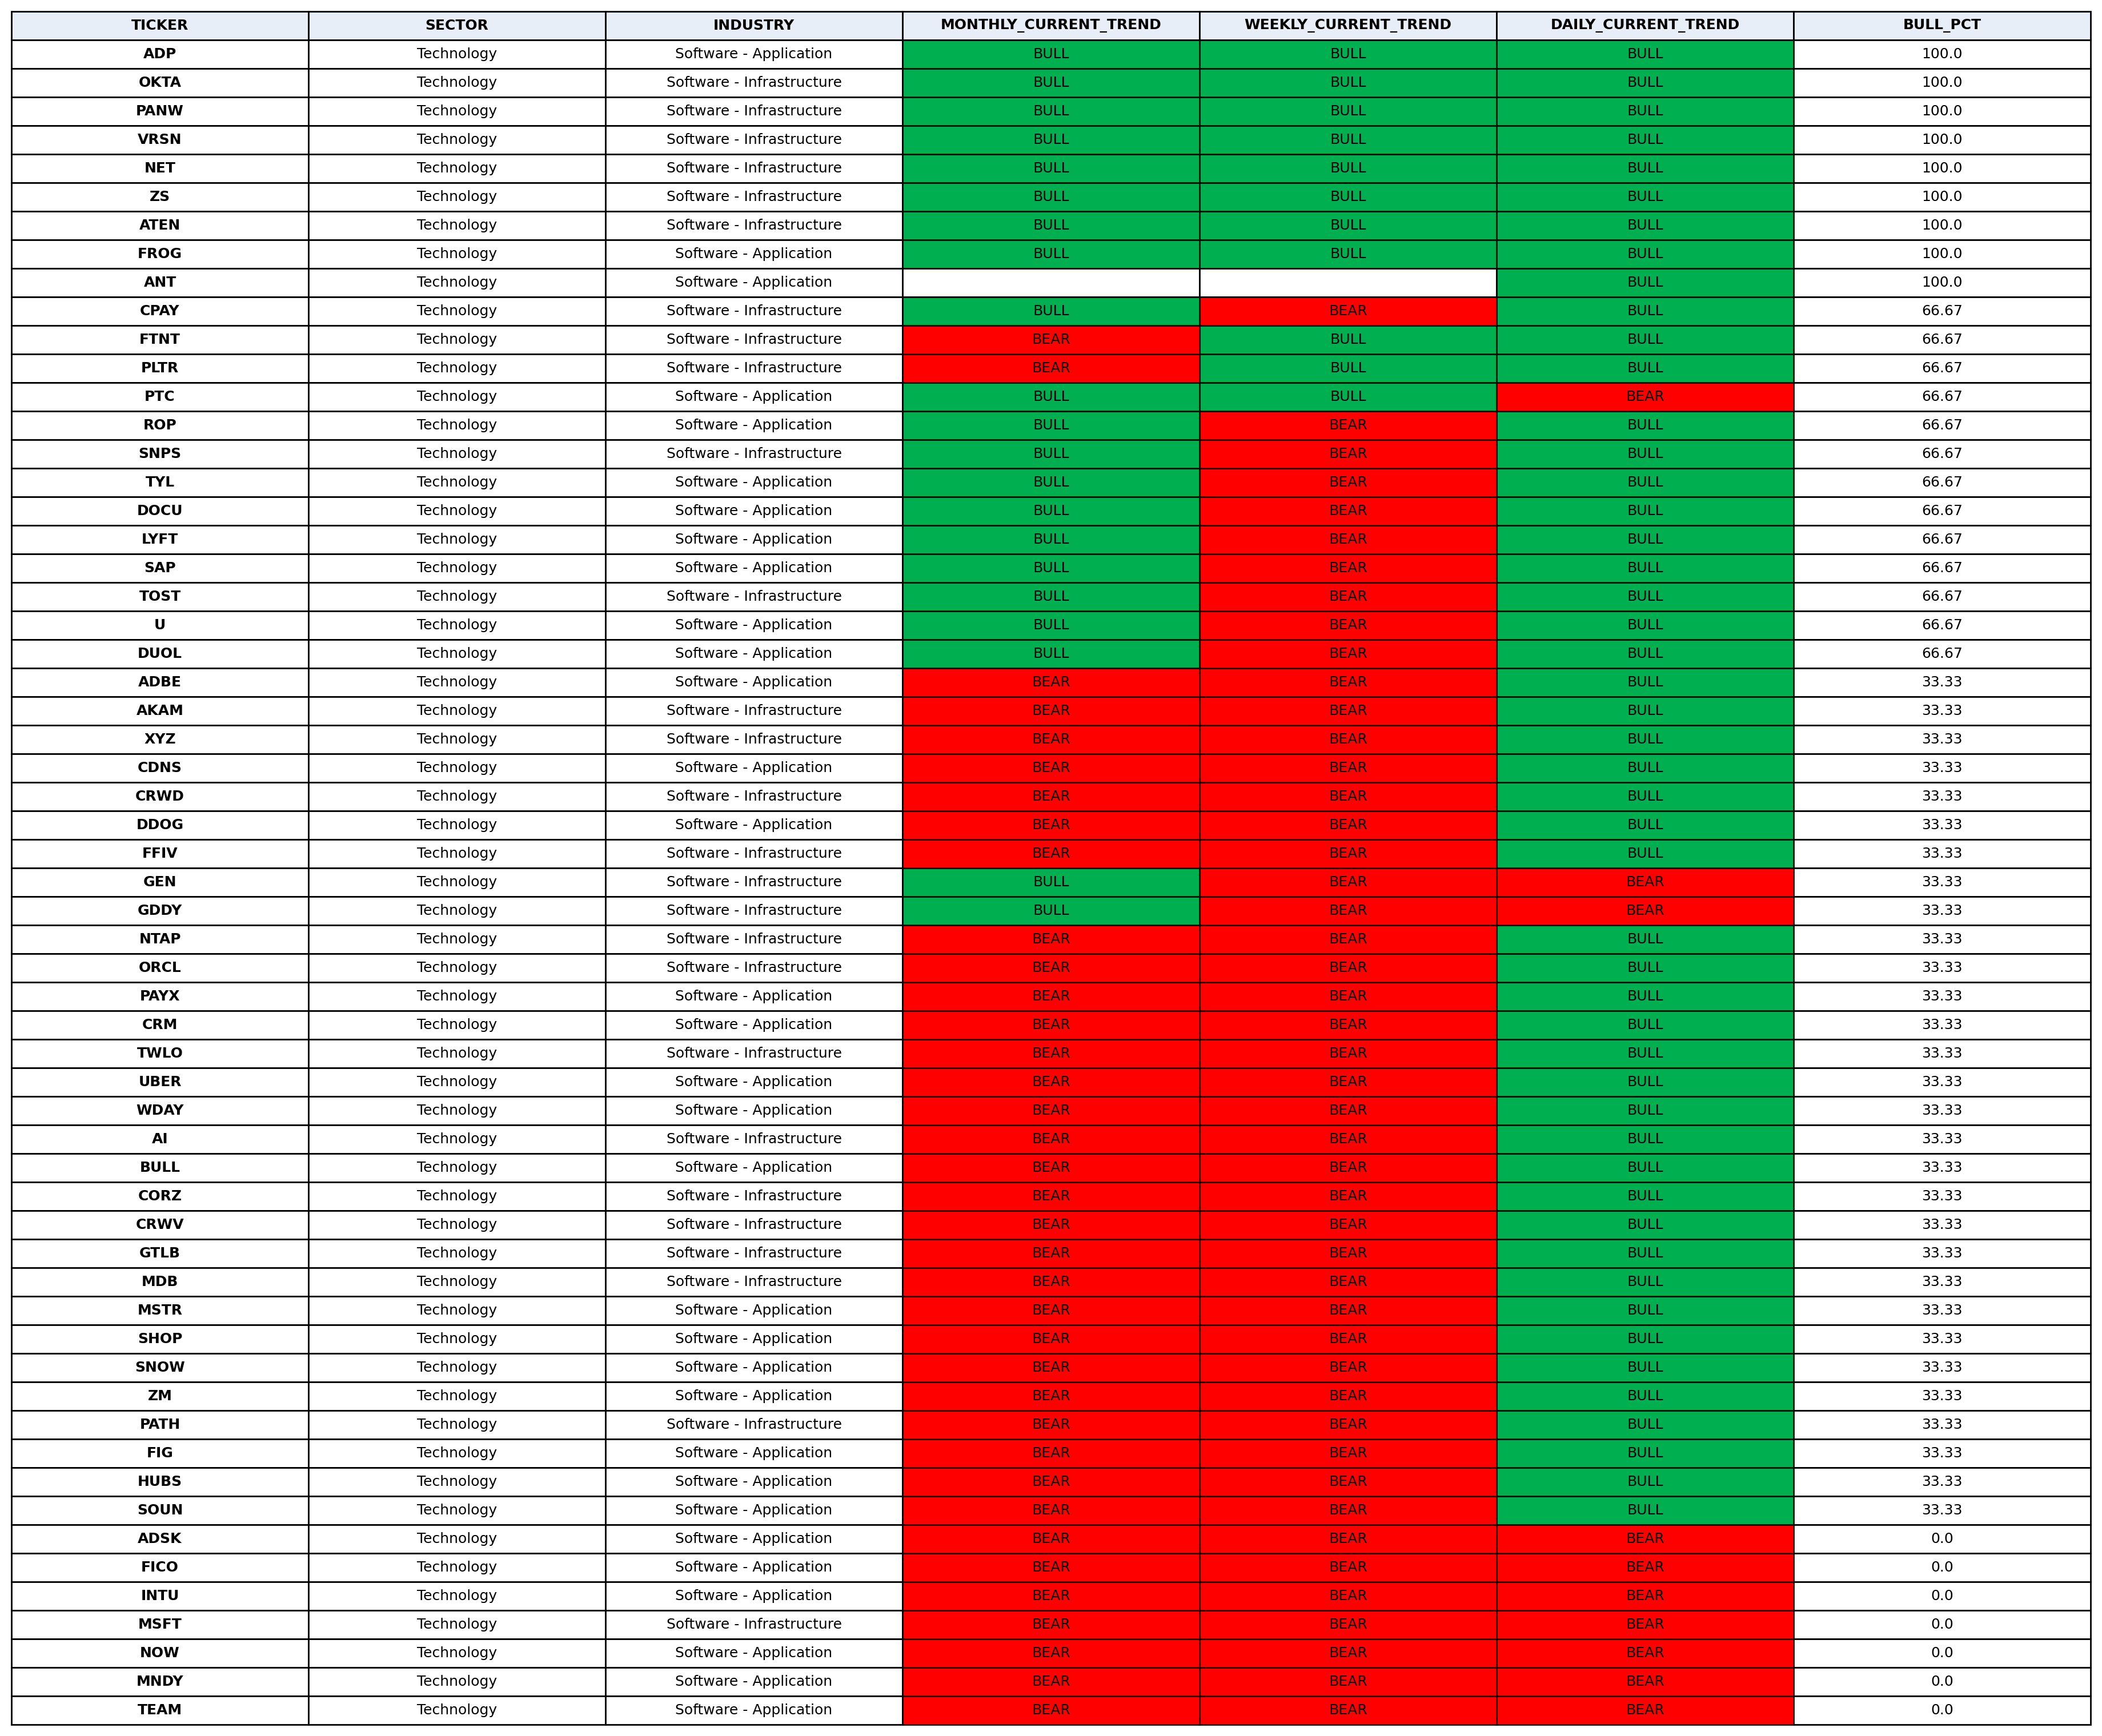 TICKER SECTOR INDUSTRY MONTHLY_CURRENT_TREND WEEKLY_CURRENT_TREND DAILY_CURRENT_TREND BULL_PCT
ADP Technology Software - Application BULL BULL BULL 100.0
OKTA Technology Software - Infrastructure BULL BULL BULL 100.0
PANW Technology Software - Infrastructure BULL BULL BULL 100.0
VRSN Technology Software - Infrastructure BULL BULL BULL 100.0
NET Technology Software - Infrastructure BULL BULL BULL 100.0
ZS Technology Software - Infrastructure BULL BULL BULL 100.0
ATEN Technology Software - Infrastructure BULL BULL BULL 100.0
FROG Technology Software - Application BULL BULL BULL 100.0
ANT Technology Software - Application BULL 100.0
CPAY Technology Software - Infrastructure BULL BEAR BULL 66.67
FTNT Technology Software - Infrastructure BEAR BULL BULL 66.67
PLTR Technology Software - Infrastructure BEAR BULL BULL 66.67
PTC Technology Software - Application BULL BULL BEAR 66.67
ROP Technology Software - Application BULL BEAR BULL 66.67
SNPS Technology Software - Infrastructure BULL BEAR BULL 66.67
TYL Technology Software - Application BULL BEAR BULL 66.67
DOCU Technology Software - Application BULL BEAR BULL 66.67
LYFT Technology Software - Application BULL BEAR BULL 66.67
SAP Technology Software - Application BULL BEAR BULL 66.67
TOST Technology Software - Infrastructure BULL BEAR BULL 66.67
U Technology Software - Application BULL BEAR BULL 66.67
DUOL Technology Software - Application BULL BEAR BULL 66.67
ADBE Technology Software - Application BEAR BEAR BULL 33.33
AKAM Technology Software - Infrastructure BEAR BEAR BULL 33.33
XYZ Technology Software - Infrastructure BEAR BEAR BULL 33.33
CDNS Technology Software - Application BEAR BEAR BULL 33.33
CRWD Technology Software - Infrastructure BEAR BEAR BULL 33.33
DDOG Technology Software - Application BEAR BEAR BULL 33.33
FFIV Technology Software - Infrastructure BEAR BEAR BULL 33.33
GEN Technology Software - Infrastructure BULL BEAR BEAR 33.33
GDDY Technology Software - Infrastructure BULL BEAR BEAR 33.33
NTAP Technology Software - Infrastructure BEAR BEAR BULL 33.33
ORCL Technology Software - Infrastructure BEAR BEAR BULL 33.33
PAYX Technology Software - Application BEAR BEAR BULL 33.33
CRM Technology Software - Application BEAR BEAR BULL 33.33
TWLO Technology Software - Infrastructure BEAR BEAR BULL 33.33
UBER Technology Software - Application BEAR BEAR BULL 33.33
WDAY Technology Software - Application BEAR BEAR BULL 33.33
AI Technology Software - Infrastructure BEAR BEAR BULL 33.33
BULL Technology Software - Application BEAR BEAR BULL 33.33
CORZ Technology Software - Infrastructure BEAR BEAR BULL 33.33
CRWV Technology Software - Infrastructure BEAR BEAR BULL 33.33
GTLB Technology Software - Infrastructure BEAR BEAR BULL 33.33
MDB Technology Software - Infrastructure BEAR BEAR BULL 33.33
MSTR Technology Software - Application BEAR BEAR BULL 33.33
SHOP Technology Software - Application BEAR BEAR BULL 33.33
SNOW Technology Software - Application BEAR BEAR BULL 33.33
ZM Technology Software - Application BEAR BEAR BULL 33.33
PATH Technology Software - Infrastructure BEAR BEAR BULL 33.33
FIG Technology Software - Application BEAR BEAR BULL 33.33
HUBS Technology Software - Application BEAR BEAR BULL 33.33
SOUN Technology Software - Application BEAR BEAR BULL 33.33
ADSK Technology Software - Application BEAR BEAR BEAR 0.0
FICO Technology Software - Application BEAR BEAR BEAR 0.0
INTU Technology Software - Application BEAR BEAR BEAR 0.0
MSFT Technology Software - Infrastructure BEAR BEAR BEAR 0.0
NOW Technology Software - Application BEAR BEAR BEAR 0.0
MNDY Technology Software - Application BEAR BEAR BEAR 0.0
TEAM Technology Software - Application BEAR BEAR BEAR 0.0